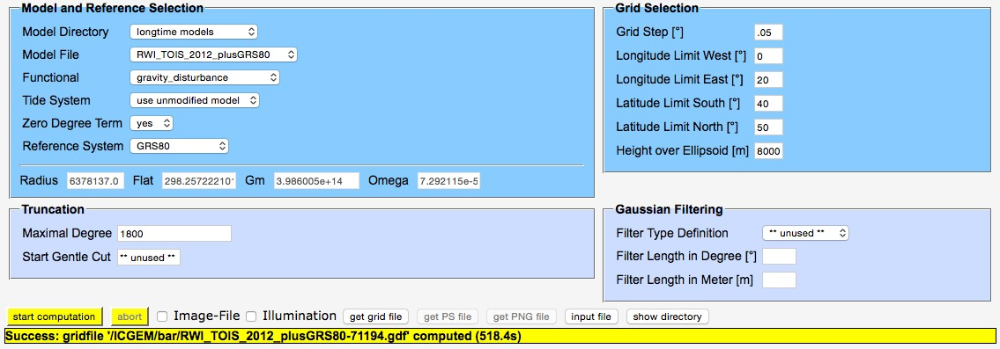 Model and Reference Selection
Model Directory longtime models
Model File RWI_TOIS_2012_plusGRS80
Functional gravity_disturbance
Tide System use unmodified model
Zero Degree Term yes
Reference System GRS80
Radius 6378137.0 Flat 298.257222101 Gm 3.986005e+14 Omega 7.292115e-5
Grid Selection
Grid Step [°] .05
Longitude Limit West [°] 0
Longitude Limit East [°] 20
Latitude Limit South [°] 40
Latitude Limit North [°] 50
Height over Ellipsoid [m] 8000
Truncation
Maximal Degree 1800
Start Gentle Cut ** unused **
Gaussian Filtering
Filter Type Definition ** unused **
Filter Length in Degree [°]
Filter Length in Meter [m]
start computation abort Image-File Illumination get grid file get PS file get PNG file input file show directory
Success: gridfile '/ICGEM/bar/RWI_TOIS_2012_plusGRS80-71194.gdf' computed (518.4s)